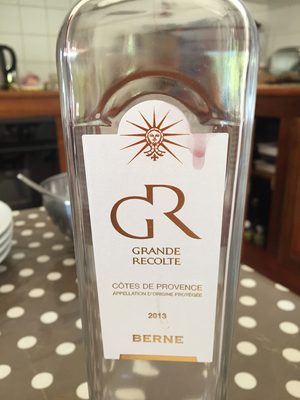 GR
GRANDE
RECOLTE
CÔTES DE PROVENCE
APPELLATION D'ORIGINE PROTÉGÉE
2013
BERNE